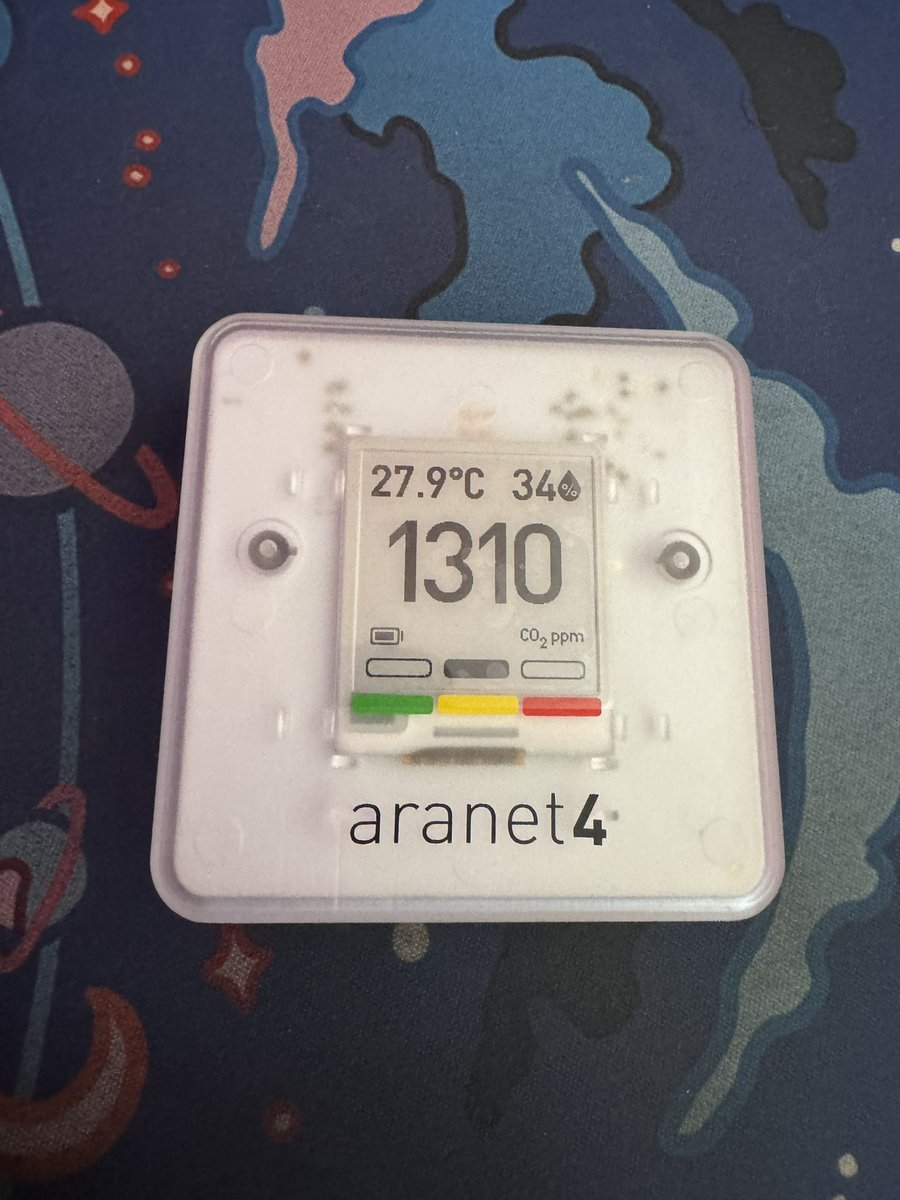 27.9°C 34%
1310
CO₂ ppm
aranet4